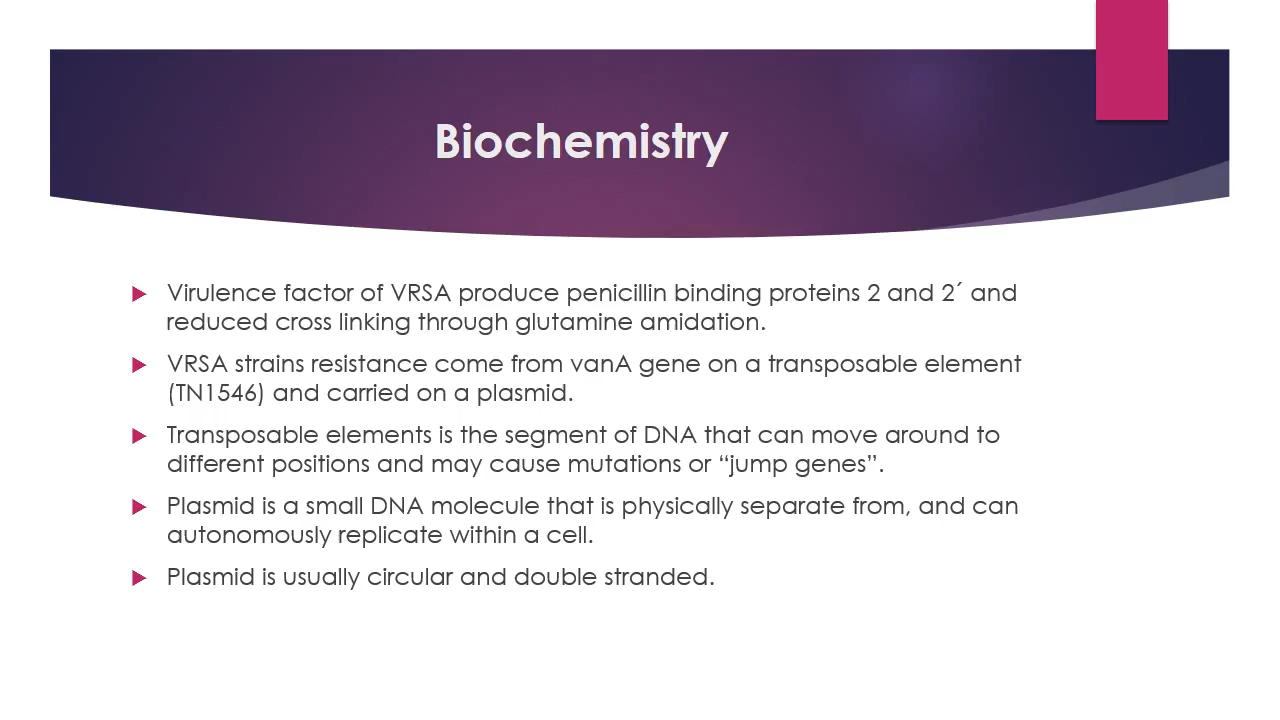 Biochemistry
Virulence factor of VRSA produce penicillin binding proteins 2 and 2´ and
reduced cross linking through glutamine amidation.
VRSA strains resistance come from vanA gene on a transposable element
(TN1546) and carried on a plasmid.
Transposable elements is the segment of DNA that can move around to
different positions and may cause mutations or “jump genes”.
Plasmid is a small DNA molecule that is physically separate from, and can
autonomously replicate within a cell.
Plasmid is usually circular and double stranded.